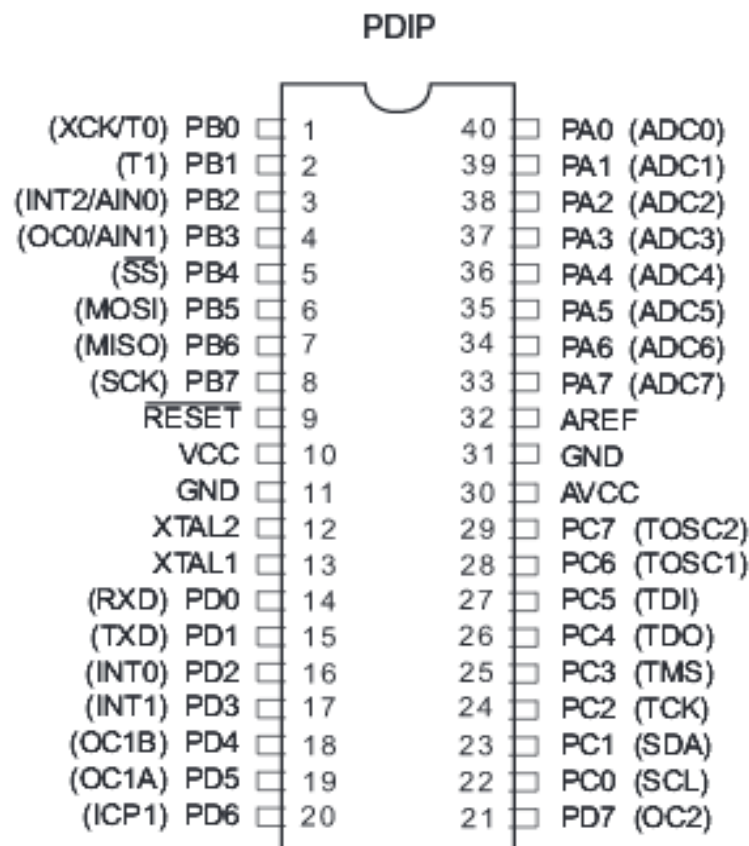 PDIP
(XCK/T0) PB0 1 40 PA0 (ADC0)
(T1) PB1 2 39 PA1 (ADC1)
(INT2/AIN0) PB2 3 38 PA2 (ADC2)
(OC0/AIN1) PB3 4 37 PA3 (ADC3)
(S̅S̅) PB4 5 36 PA4 (ADC4)
(MOSI) PB5 6 35 PA5 (ADC5)
(MISO) PB6 7 34 PA6 (ADC6)
(SCK) PB7 8 33 PA7 (ADC7)
R̅E̅S̅E̅T̅ 9 32 AREF
VCC 10 31 GND
GND 11 30 AVCC
XTAL2 12 29 PC7 (TOSC2)
XTAL1 13 28 PC6 (TOSC1)
(RXD) PD0 14 27 PC5 (TDI)
(TXD) PD1 15 26 PC4 (TDO)
(INT0) PD2 16 25 PC3 (TMS)
(INT1) PD3 17 24 PC2 (TCK)
(OC1B) PD4 18 23 PC1 (SDA)
(OC1A) PD5 19 22 PC0 (SCL)
(ICP1) PD6 20 21 PD7 (OC2)